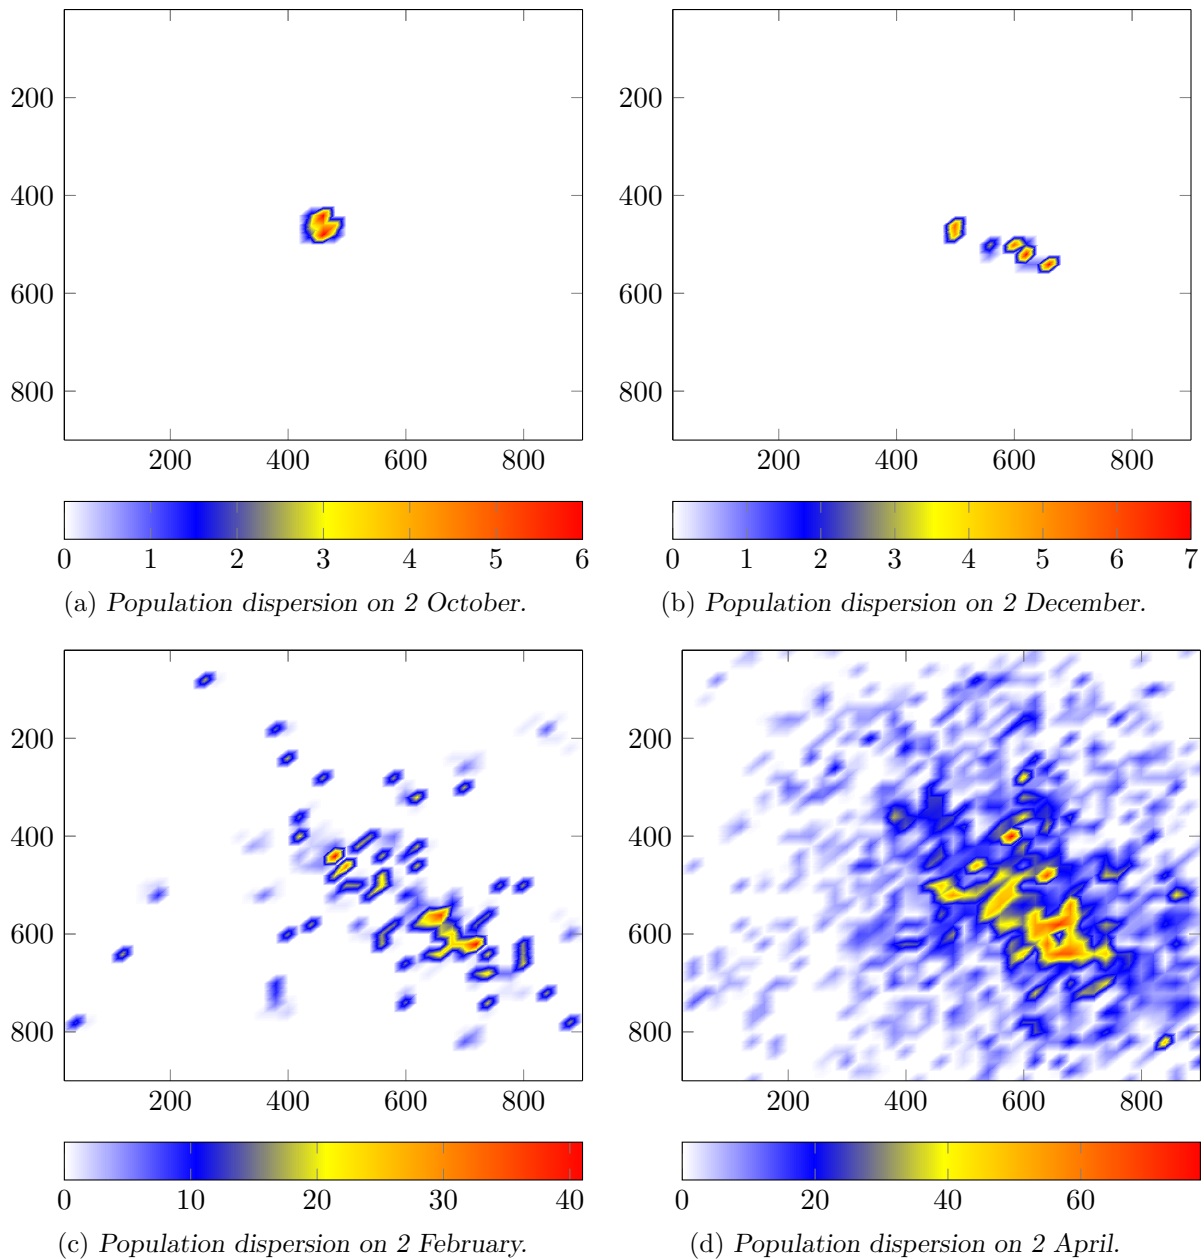 200
400
600
800
200 400 600 800
0 1 2 3 4 5 6
(a) Population dispersion on 2 October.
200
400
600
800
200 400 600 800
0 1 2 3 4 5 6 7
(b) Population dispersion on 2 December.
200
400
600
800
200 400 600 800
0 10 20 30 40
(c) Population dispersion on 2 February.
200
400
600
800
200 400 600 800
0 20 40 60
(d) Population dispersion on 2 April.